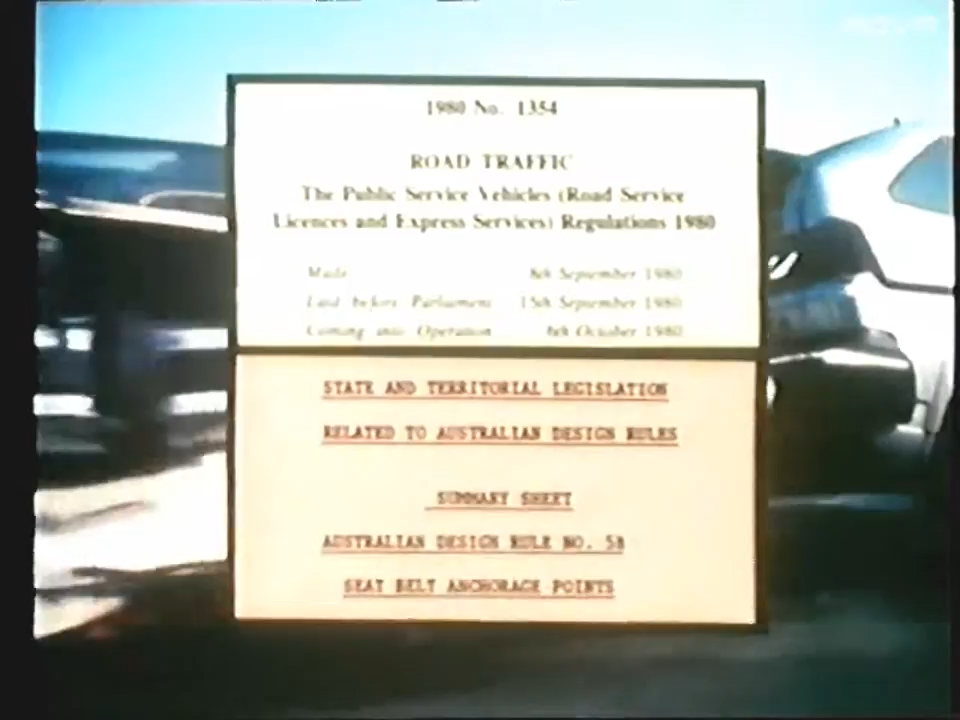 1980 No. 1354
ROAD TRAFFIC
The Public Service Vehicles (Road Service
Licences and Express Services) Regulations 1980
Made 8th September 1980
Laid before Parliament 15th September 1980
Coming into Operation 6th October 1980
STATE AND TERRITORIAL LEGISLATION
RELATED TO AUSTRALIAN DESIGN RULES
SUMMARY SHEET
AUSTRALIAN DESIGN RULE NO. 5B
SEAT BELT ANCHORAGE POINTS